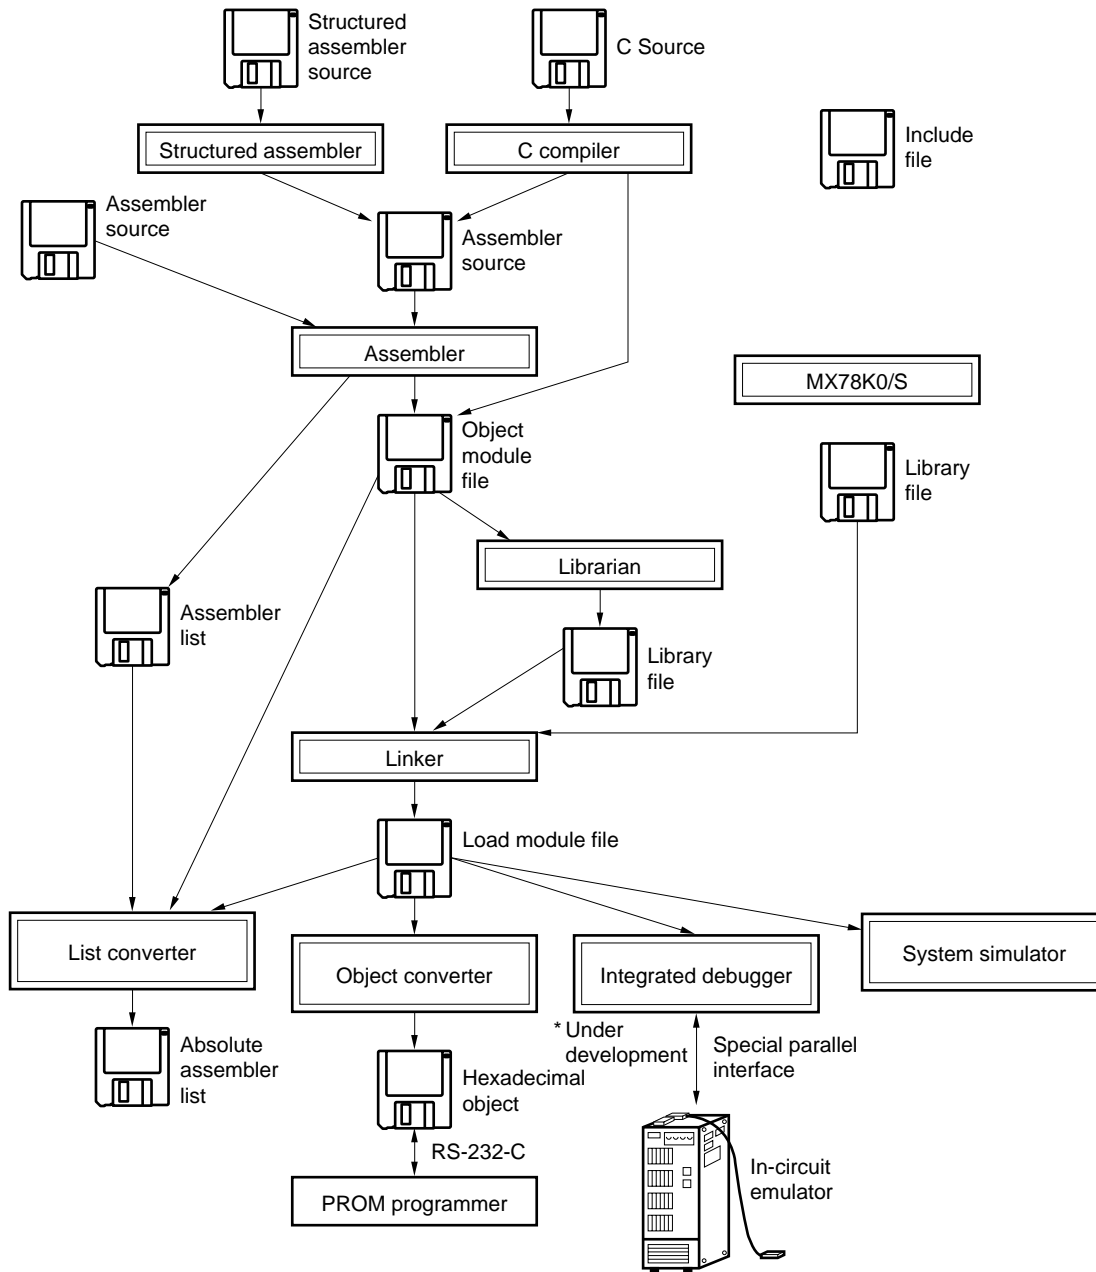 Structured
assembler
source
C Source
Structured assembler
C compiler
Include
file
Assembler
source
Assembler
source
Assembler
MX78K0/S
Object
module
file
Library
file
Librarian
Assembler
list
Library
file
Linker
Load module file
List converter
Object converter
Integrated debugger
System simulator
* Under
development
Special parallel
interface
Absolute
assembler
list
Hexadecimal
object
RS-232-C
PROM programmer
In-circuit
emulator